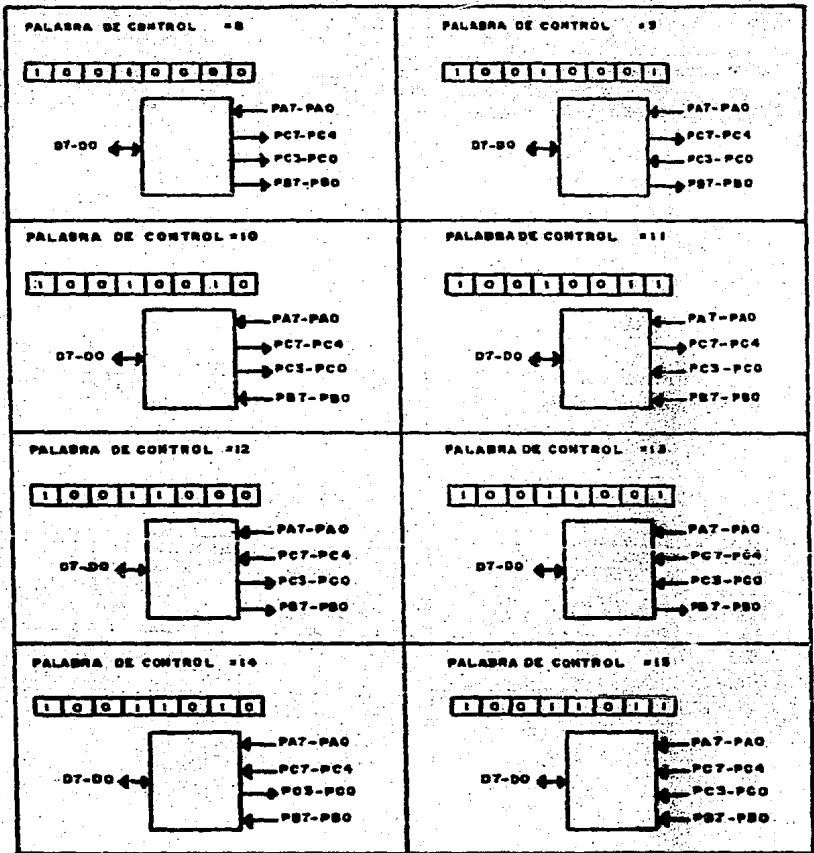 PALABRA DE CONTROL #8
1 0 0 1 0 0 0 0
D7-D0
PA7-PA0
PC7-PC4
PC3-PC0
PB7-PB0
PALABRA DE CONTROL #9
1 0 0 1 0 0 0 1
D7-D0
PA7-PA0
PC7-PC4
PC3-PC0
PB7-PB0
PALABRA DE CONTROL #10
1 0 0 1 0 0 1 0
D7-D0
PA7-PA0
PC7-PC4
PC3-PC0
PB7-PB0
PALABRA DE CONTROL #11
1 0 0 1 0 0 1 1
D7-D0
PA7-PA0
PC7-PC4
PC3-PC0
PB7-PB0
PALABRA DE CONTROL #12
1 0 0 1 1 0 0 0
D7-D0
PA7-PA0
PC7-PC4
PC3-PC0
PB7-PB0
PALABRA DE CONTROL #13
1 0 0 1 1 0 0 1
D7-D0
PA7-PA0
PC7-PC4
PC3-PC0
PB7-PB0
PALABRA DE CONTROL #14
1 0 0 1 1 0 1 0
D7-D0
PA7-PA0
PC7-PC4
PC3-PC0
PB7-PB0
PALABRA DE CONTROL #15
1 0 0 1 1 0 1 1
D7-D0
PA7-PA0
PC7-PC4
PC3-PC0
PB7-PB0